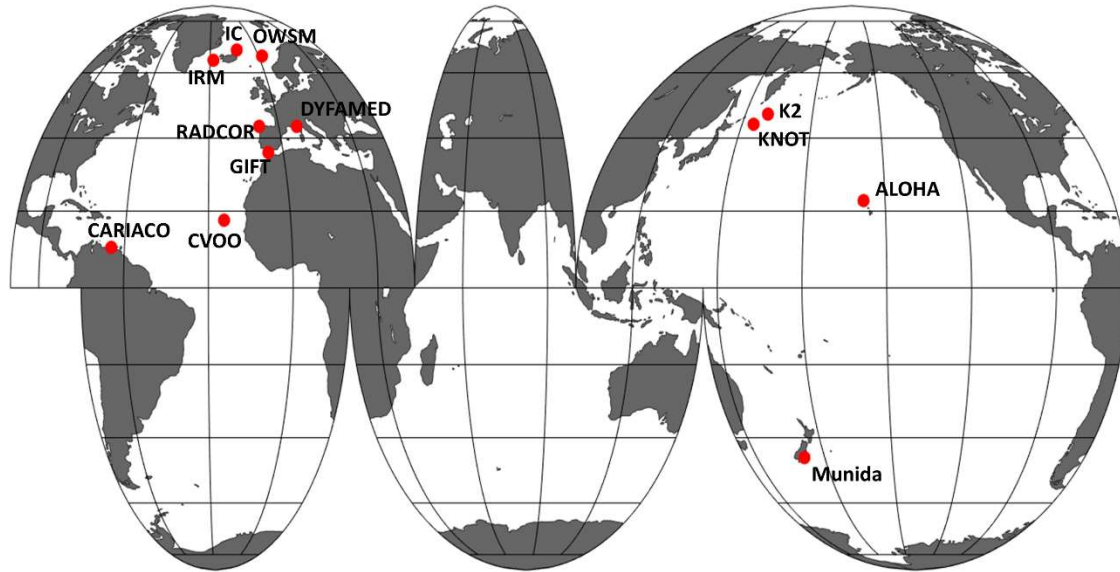 IC
OWSM
IRM
DYFAMED
RADCOR
GIFT
K2
KNOT
ALOHA
CARIACO
CVOO
Munida